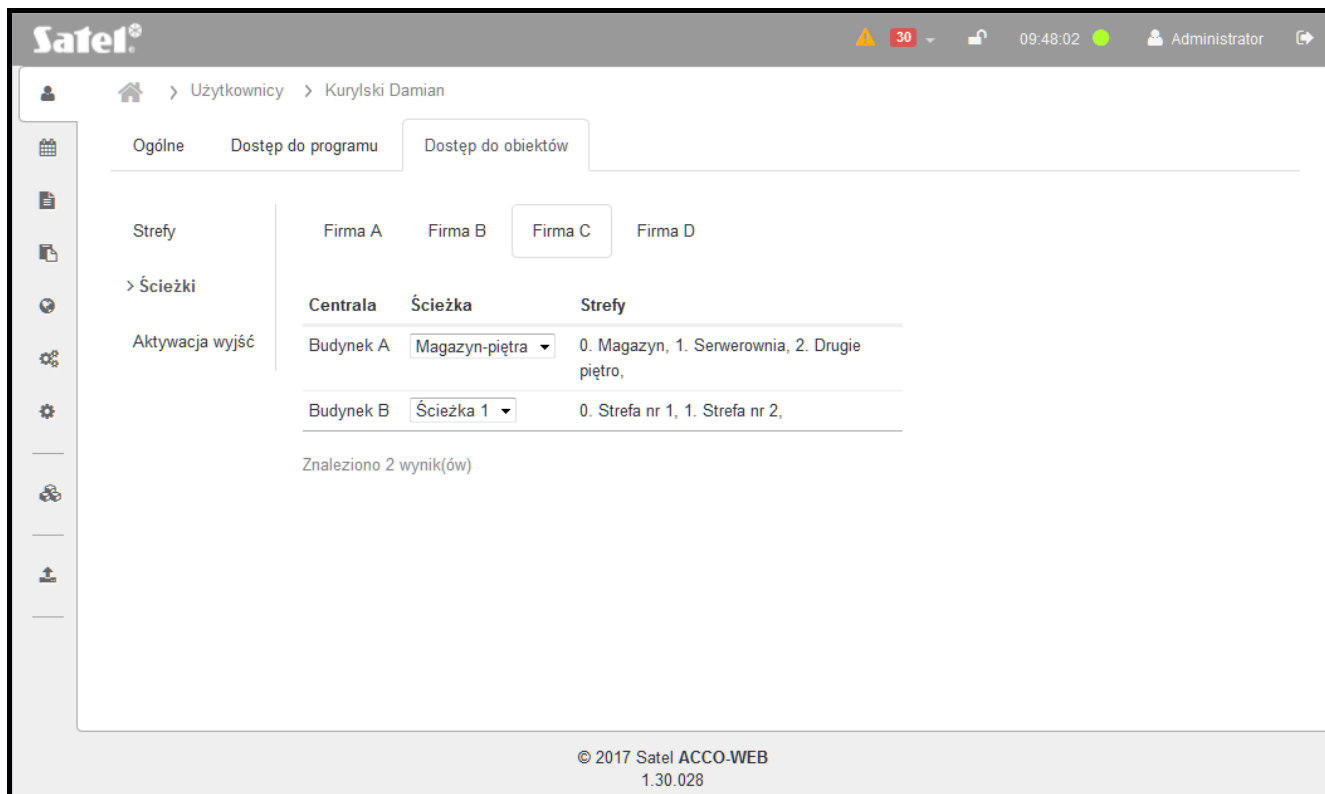 Satel®
30
09:48:02
Administrator
> Użytkownicy > Kurylski Damian
Ogólne Dostęp do programu Dostęp do obiektów
Strefy
> Ścieżki
Aktywacja wyjść
Firma A Firma B Firma C Firma D
Centrala Ścieżka Strefy
Budynek A Magazyn-piętra 0. Magazyn, 1. Serwerownia, 2. Drugie
piętro,
Budynek B Ścieżka 1 0. Strefa nr 1, 1. Strefa nr 2,
Znaleziono 2 wynik(ów)
© 2017 Satel ACCO-WEB
1.30.028